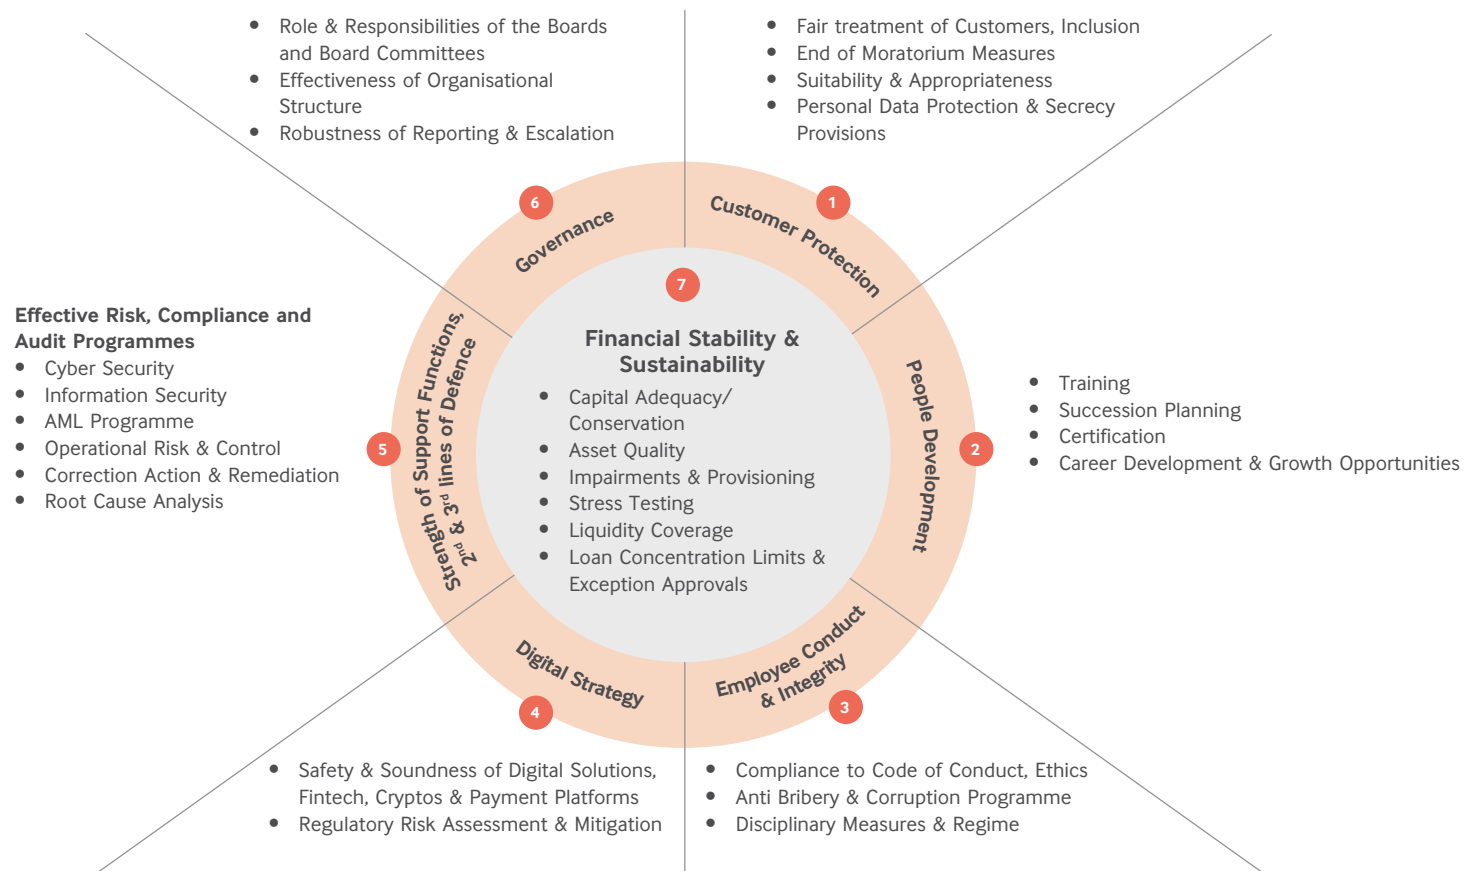 • Role & Responsibilities of the Boards
and Board Committees
• Effectiveness of Organisational
Structure
• Robustness of Reporting & Escalation
• Fair treatment of Customers, Inclusion
• End of Moratorium Measures
• Suitability & Appropriateness
• Personal Data Protection & Secrecy
Provisions
6
Governance
1
Customer Protection
7
Financial Stability &
Sustainability
• Capital Adequacy/
Conservation
• Asset Quality
• Impairments & Provisioning
• Stress Testing
• Liquidity Coverage
• Loan Concentration Limits &
Exception Approvals
Effective Risk, Compliance and
Audit Programmes
• Cyber Security
• Information Security
• AML Programme
• Operational Risk & Control
• Correction Action & Remediation
• Root Cause Analysis
5
Strength of Support Functions,
2nd & 3rd lines of Defence
People Development
2
• Training
• Succession Planning
• Certification
• Career Development & Growth Opportunities
Digital Strategy
4
Employee Conduct
& Integrity
3
• Safety & Soundness of Digital Solutions,
Fintech, Cryptos & Payment Platforms
• Regulatory Risk Assessment & Mitigation
• Compliance to Code of Conduct, Ethics
• Anti Bribery & Corruption Programme
• Disciplinary Measures & Regime